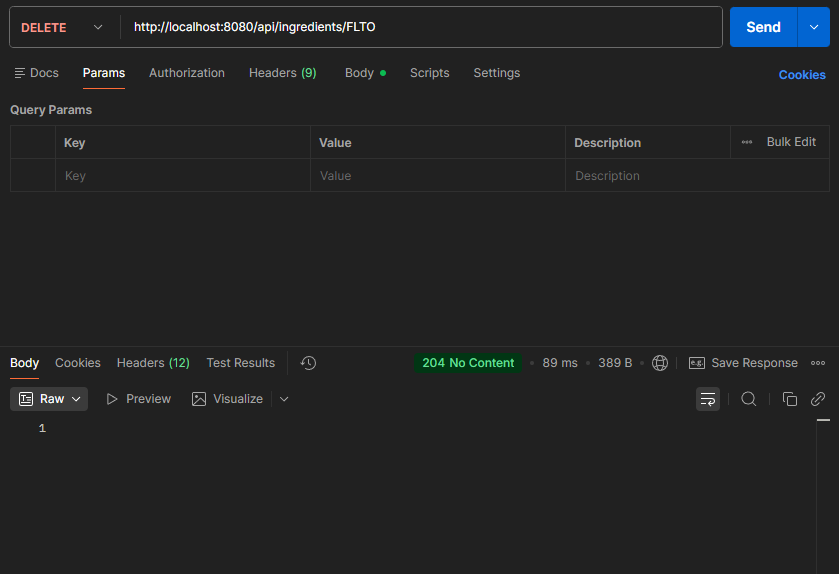 DELETE http://localhost:8080/api/ingredients/FLTO Send
Docs Params Authorization Headers (9) Body Scripts Settings Cookies
Query Params
Key Value Description Bulk Edit
Key Value Description
Body Cookies Headers (12) Test Results 204 No Content 89 ms 389 B e.g. Save Response
Raw Preview Visualize
1